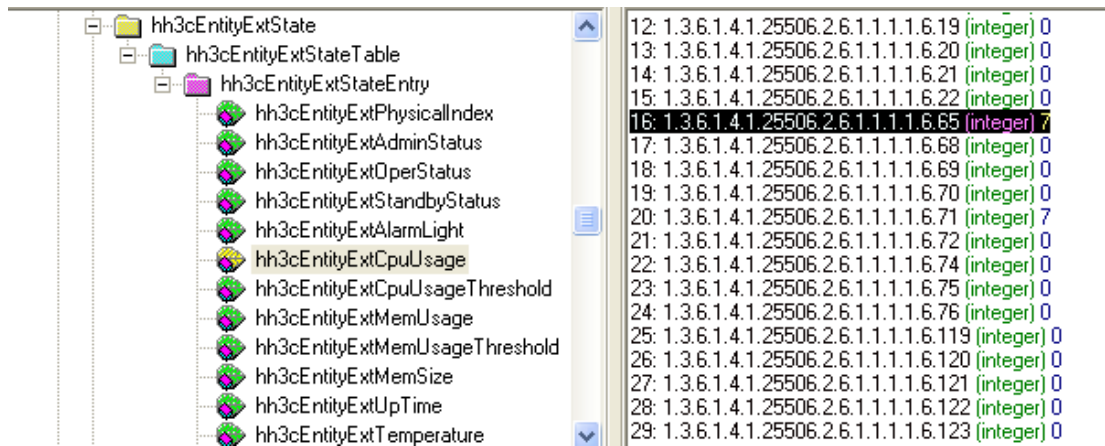 hh3cEntityExtState
hh3cEntityExtStateTable
hh3cEntityExtStateEntry
hh3cEntityExtPhysicalIndex
hh3cEntityExtAdminStatus
hh3cEntityExtOperStatus
hh3cEntityExtStandbyStatus
hh3cEntityExtAlarmLight
hh3cEntityExtCpuUsage
hh3cEntityExtCpuUsageThreshold
hh3cEntityExtMemUsage
hh3cEntityExtMemUsageThreshold
hh3cEntityExtMemSize
hh3cEntityExtUpTime
hh3cEntityExtTemperature
12: 1.3.6.1.4.1.25506.2.6.1.1.1.1.6.19 (integer) 0
13: 1.3.6.1.4.1.25506.2.6.1.1.1.1.6.20 (integer) 0
14: 1.3.6.1.4.1.25506.2.6.1.1.1.1.6.21 (integer) 0
15: 1.3.6.1.4.1.25506.2.6.1.1.1.1.6.22 (integer) 0
16: 1.3.6.1.4.1.25506.2.6.1.1.1.1.6.65 (integer) 7
17: 1.3.6.1.4.1.25506.2.6.1.1.1.1.6.68 (integer) 0
18: 1.3.6.1.4.1.25506.2.6.1.1.1.1.6.69 (integer) 0
19: 1.3.6.1.4.1.25506.2.6.1.1.1.1.6.70 (integer) 0
20: 1.3.6.1.4.1.25506.2.6.1.1.1.1.6.71 (integer) 7
21: 1.3.6.1.4.1.25506.2.6.1.1.1.1.6.72 (integer) 0
22: 1.3.6.1.4.1.25506.2.6.1.1.1.1.6.74 (integer) 0
23: 1.3.6.1.4.1.25506.2.6.1.1.1.1.6.75 (integer) 0
24: 1.3.6.1.4.1.25506.2.6.1.1.1.1.6.76 (integer) 0
25: 1.3.6.1.4.1.25506.2.6.1.1.1.1.6.119 (integer) 0
26: 1.3.6.1.4.1.25506.2.6.1.1.1.1.6.120 (integer) 0
27: 1.3.6.1.4.1.25506.2.6.1.1.1.1.6.121 (integer) 0
28: 1.3.6.1.4.1.25506.2.6.1.1.1.1.6.122 (integer) 0
29: 1.3.6.1.4.1.25506.2.6.1.1.1.1.6.123 (integer) 0